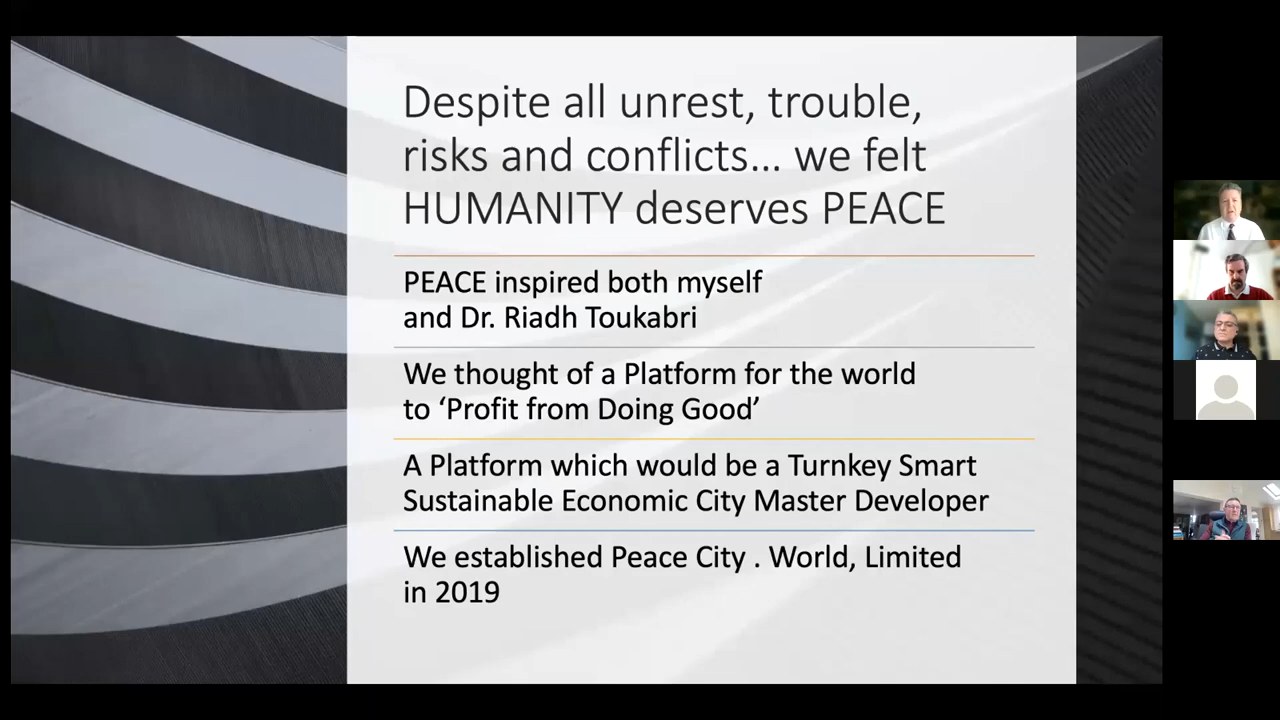 Despite all unrest, trouble,
risks and conflicts... we felt
HUMANITY deserves PEACE
PEACE inspired both myself
and Dr. Riadh Toukabri
We thought of a Platform for the world
to ‘Profit from Doing Good’
A Platform which would be a Turnkey Smart
Sustainable Economic City Master Developer
We established Peace City . World, Limited
in 2019